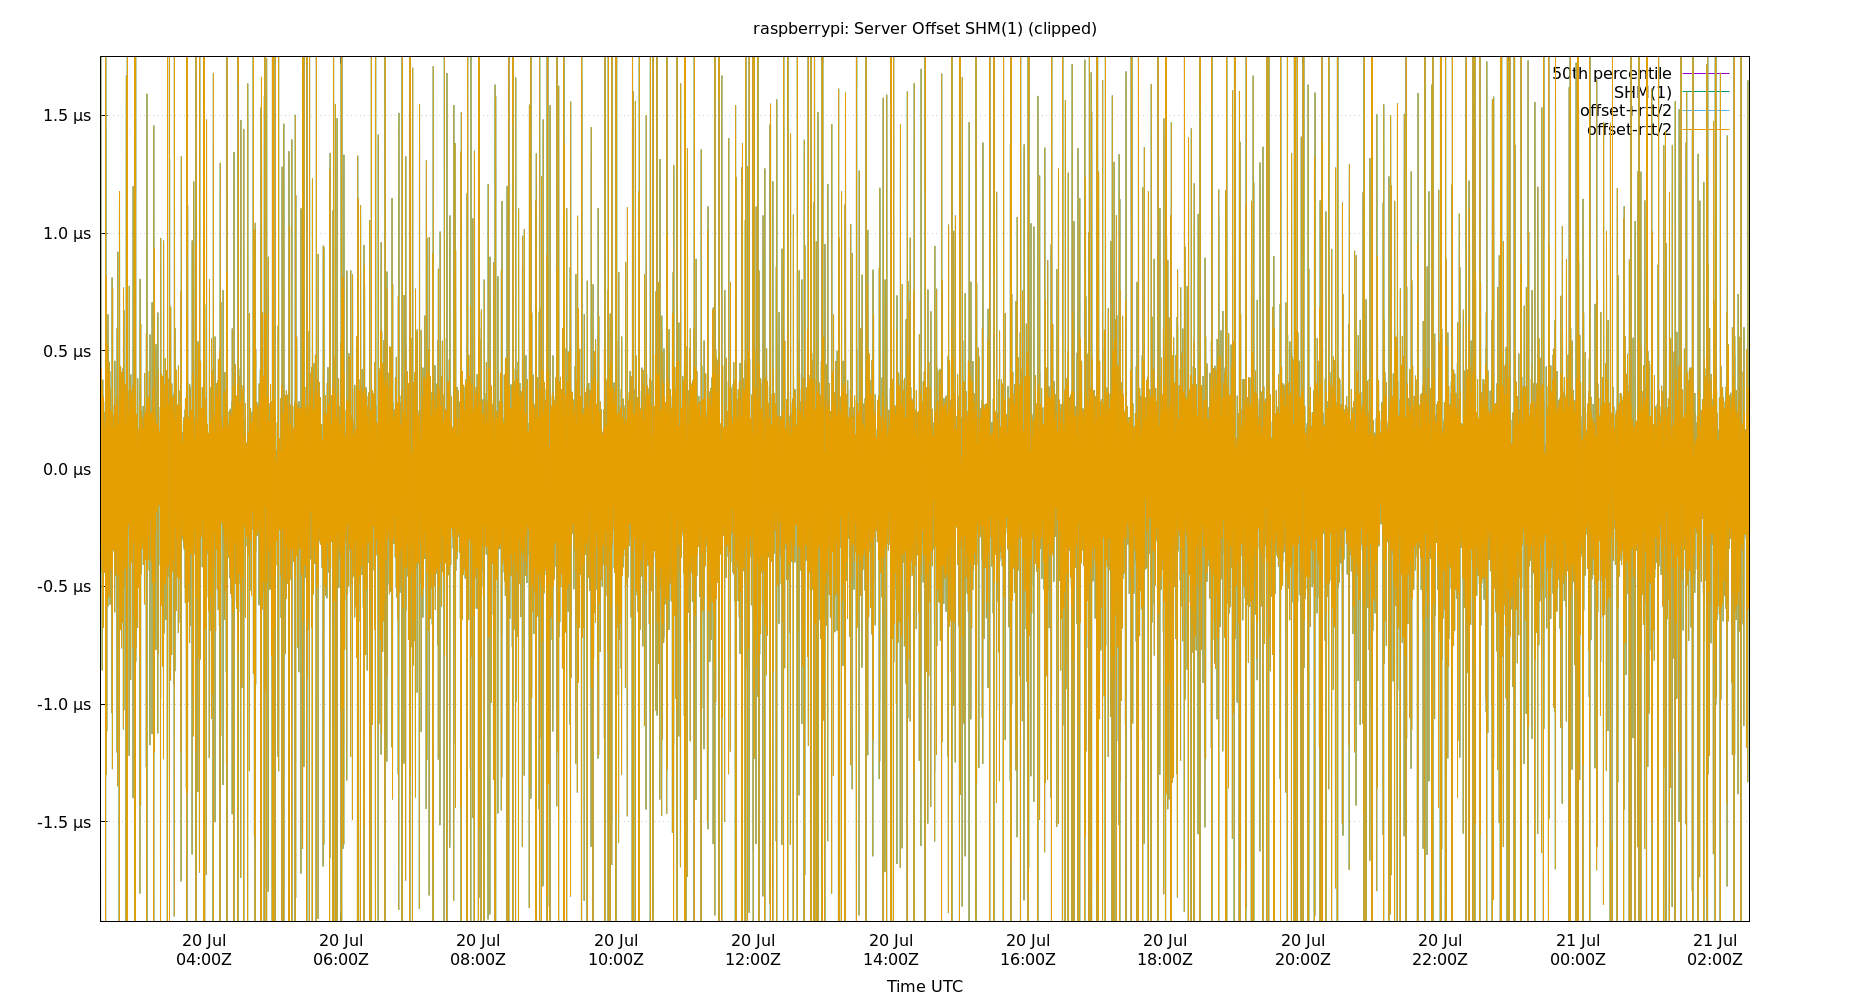 raspberrypi: Server Offset SHM(1) (clipped)
50th percentile
SHM(1)
offset+rtt/2
offset-rtt/2
1.5 µs
1.0 µs
0.5 µs
0.0 µs
-0.5 µs
-1.0 µs
-1.5 µs
20 Jul 20 Jul 20 Jul 20 Jul 20 Jul 20 Jul 20 Jul 20 Jul 20 Jul 20 Jul 21 Jul 21 Jul
04:00Z 06:00Z 08:00Z 10:00Z 12:00Z 14:00Z 16:00Z 18:00Z 20:00Z 22:00Z 00:00Z 02:00Z
Time UTC